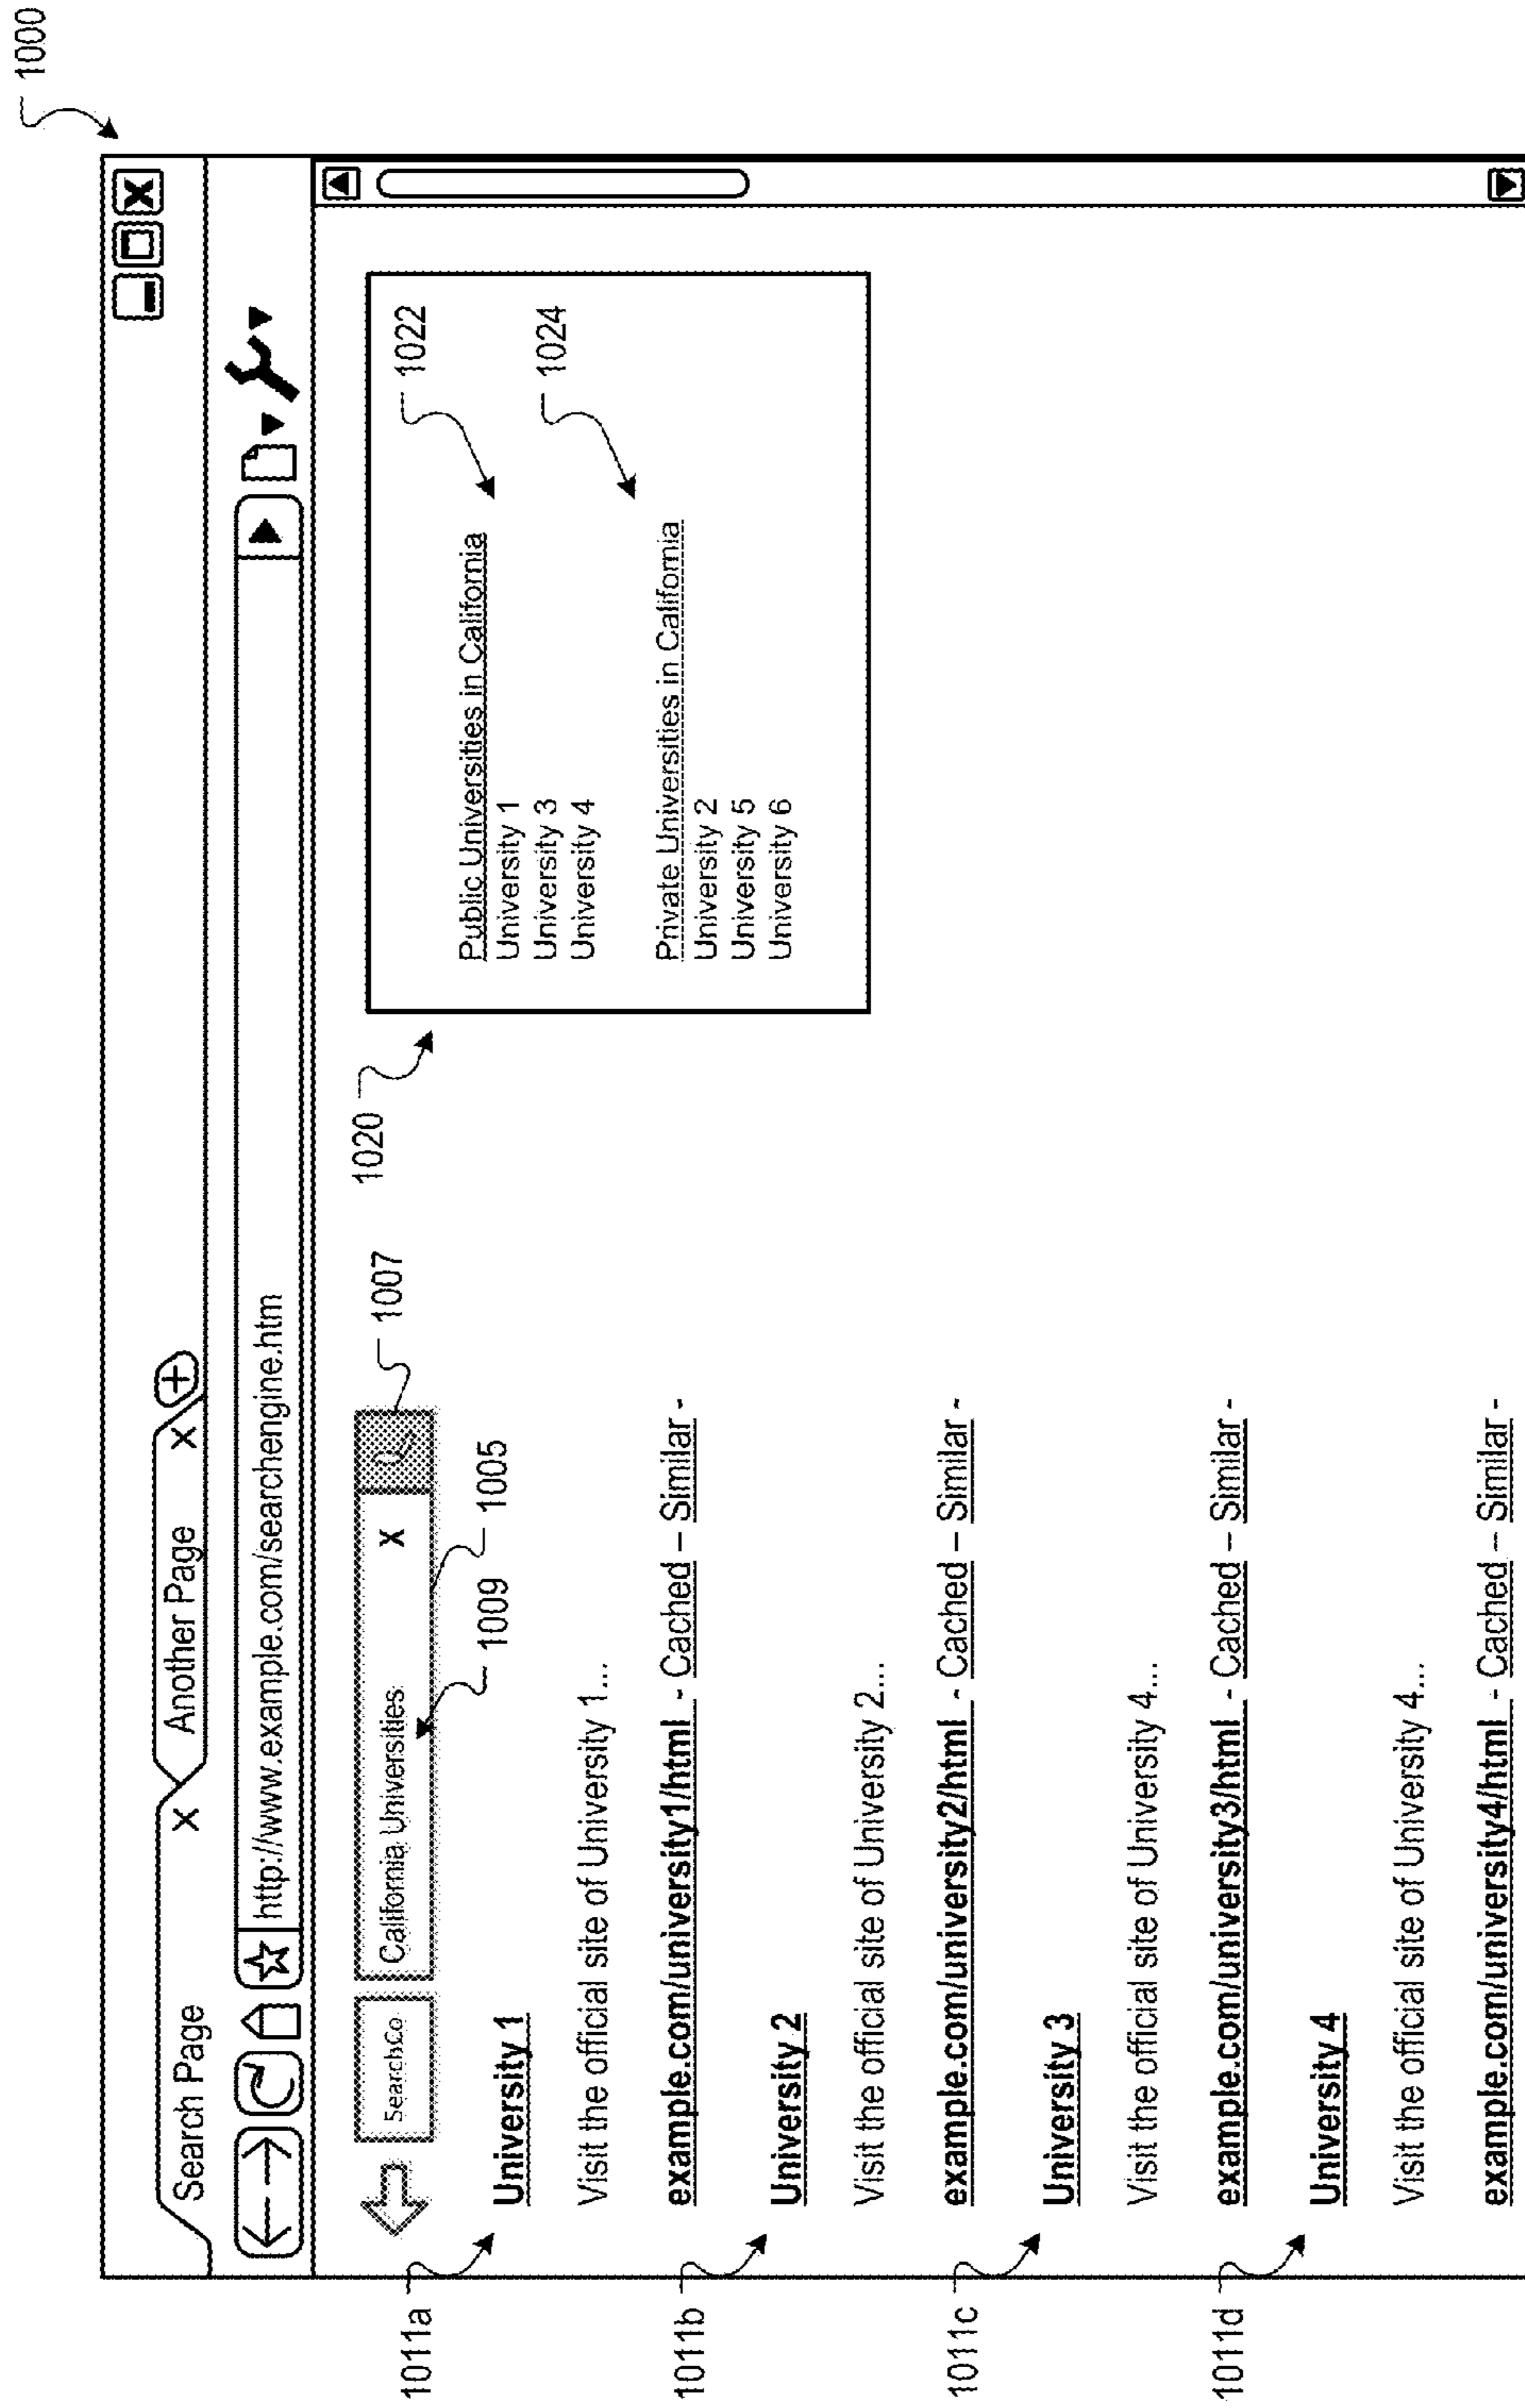 1000
Search Page X Another Page X
http://www.example.com/searchengine.htm
SearchCo California Universities X
1007
1009 1005
1011a
University 1
Visit the official site of University 1...
example.com/university1/html - Cached – Similar -
1011b
University 2
Visit the official site of University 2...
example.com/university2/html - Cached – Similar -
1011c
University 3
Visit the official site of University 4...
example.com/university3/html - Cached – Similar -
1011d
University 4
Visit the official site of University 4...
example.com/university4/html - Cached – Similar -
1020
1022
Public Universities in California
University 1
University 3
University 4
1024
Private Universities in California
University 2
University 5
University 6